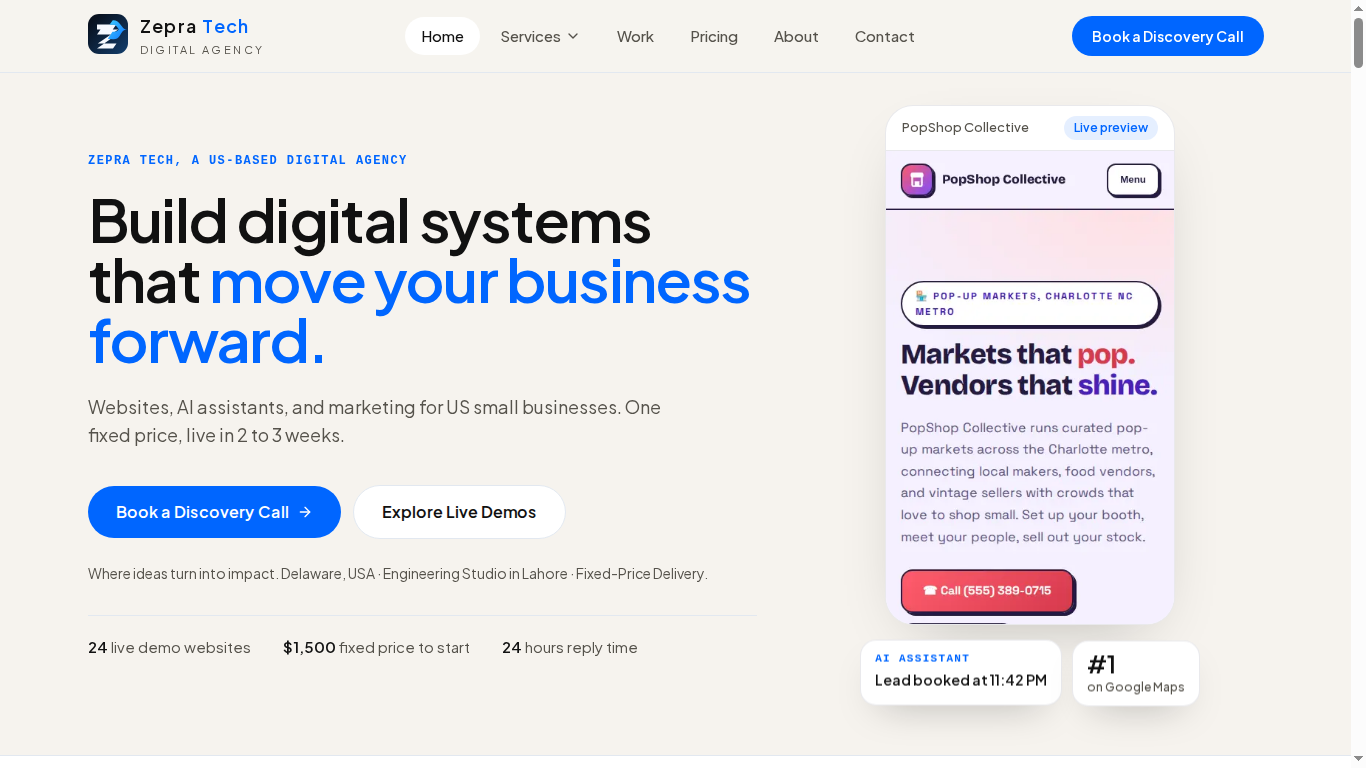 Zepra Tech
DIGITAL AGENCY
Home
Services
Work
Pricing
About
Contact
Book a Discovery Call
ZEPRA TECH, A US-BASED DIGITAL AGENCY
Build digital systems
that move your business
forward.
Websites, AI assistants, and marketing for US small businesses. One
fixed price, live in 2 to 3 weeks.
Book a Discovery Call →
Explore Live Demos
Where ideas turn into impact. Delaware, USA · Engineering Studio in Lahore · Fixed-Price Delivery.
24 live demo websites
$1,500 fixed price to start
24 hours reply time
PopShop Collective
Live preview
PopShop Collective
Menu
🏪 POP-UP MARKETS, CHARLOTTE NC
METRO
Markets that pop.
Vendors that shine.
PopShop Collective runs curated pop-
up markets across the Charlotte metro,
connecting local makers, food vendors,
and vintage sellers with crowds that
love to shop small. Set up your booth,
meet your people, sell out your stock.
☎ Call (555) 389-0715
AI ASSISTANT
Lead booked at 11:42 PM
#1
on Google Maps